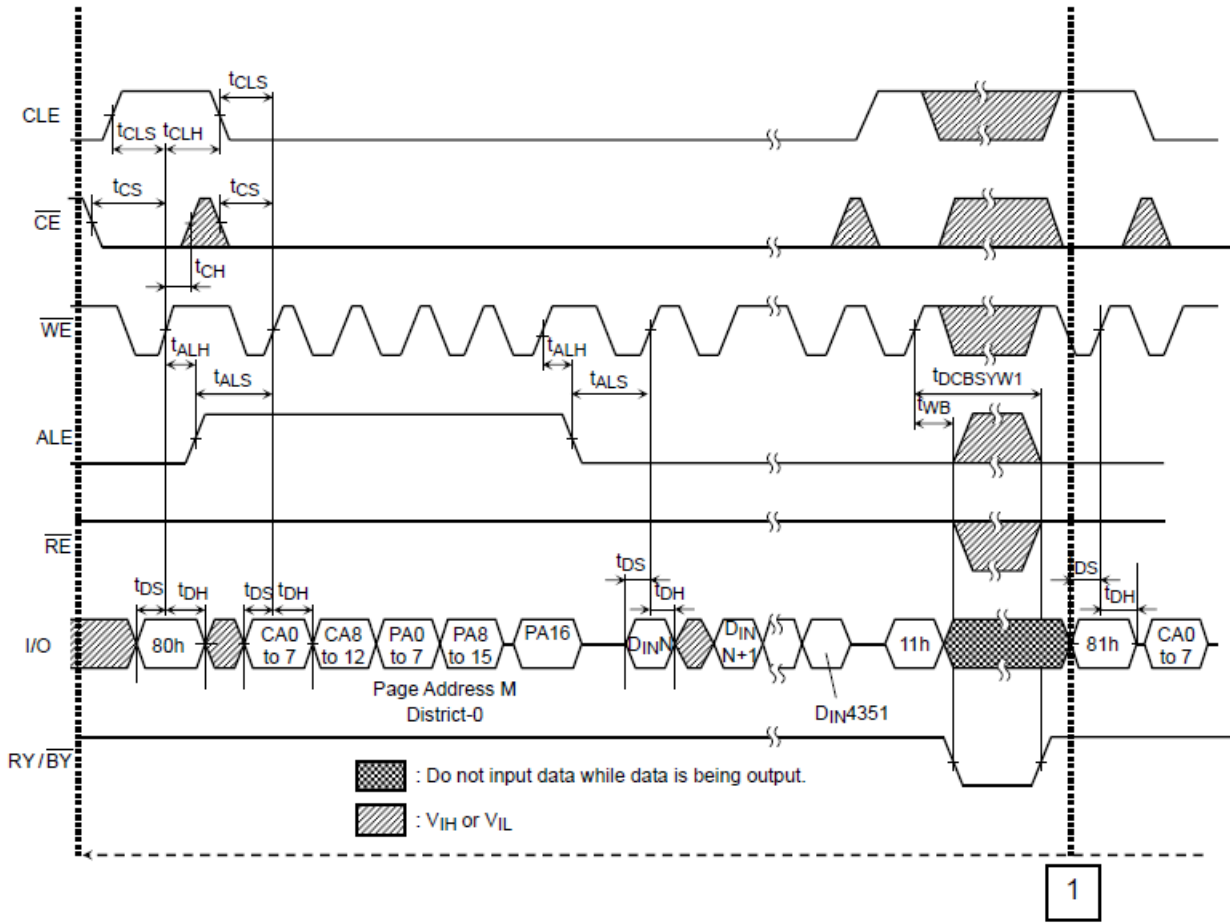 CLE
tCLS
tCLS tCLH
CE
tCS
tCS
tCH
WE
tALH
tALS
tALH
tALS
tDCBSYW1
tWB
ALE
RE
tDS
tDH
tDS
tDH
tDS
tDH
DS
tDH
I/O
80h
CA0 to 7
CA8 to 12
PA0 to 7
PA8 to 15
PA16
DINN
DIN N+1
11h
81h
CA0 to 7
Page Address M
District-0
DIN4351
RY / BY
: Do not input data while data is being output.
: VIH or VIL
1